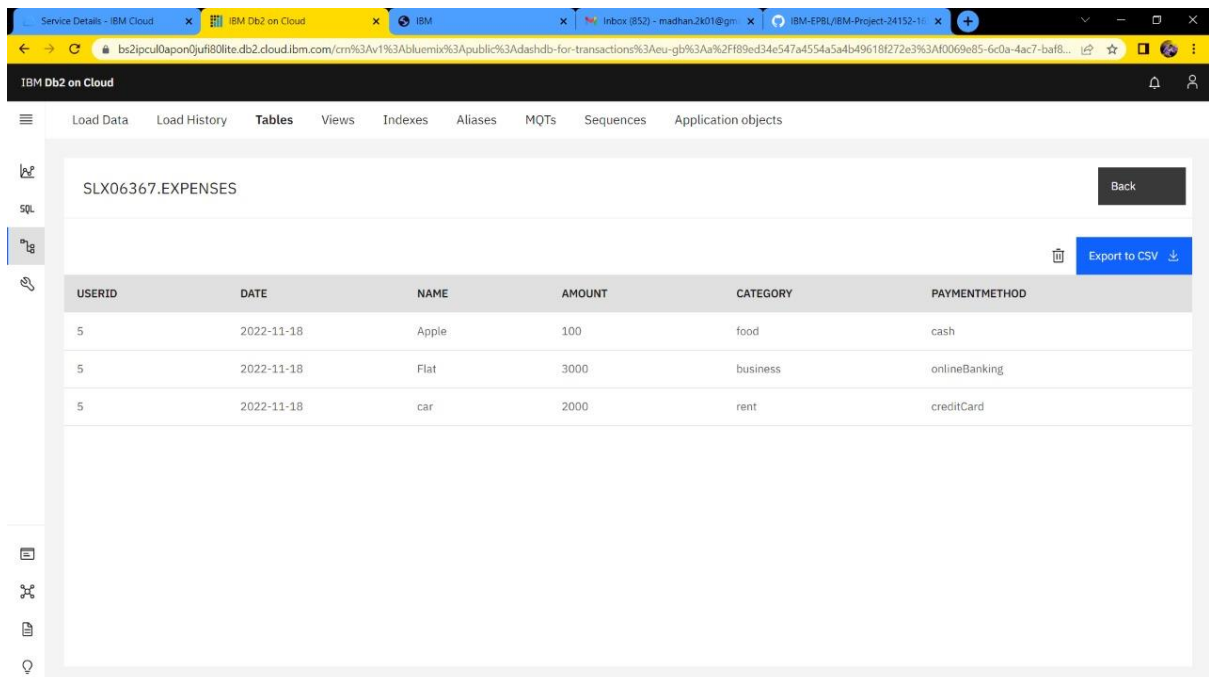 Service Details - IBM Cloud IBM Db2 on Cloud IBM Inbox (852) - madhan.2k01@gm IBM-EPBL/IBM-Project-24152-16
bs2ipcul0apon0jufi80lite.db2.cloud.ibm.com/crn%3Av1%3Abluemix%3Apublic%3Adashdb-for-transactions%3Aeu-gb%3Aa%2Ff89ed34e547a4554a5a4b49618f272e3%3Af0069e85-6c0a-4ac7-baf8...
IBM Db2 on Cloud
Load Data Load History Tables Views Indexes Aliases MQTs Sequences Application objects
SLX06367.EXPENSES Back
SQL
Export to CSV
USERID DATE NAME AMOUNT CATEGORY PAYMENTMETHOD
5 2022-11-18 Apple 100 food cash
5 2022-11-18 Flat 3000 business onlineBanking
5 2022-11-18 car 2000 rent creditCard